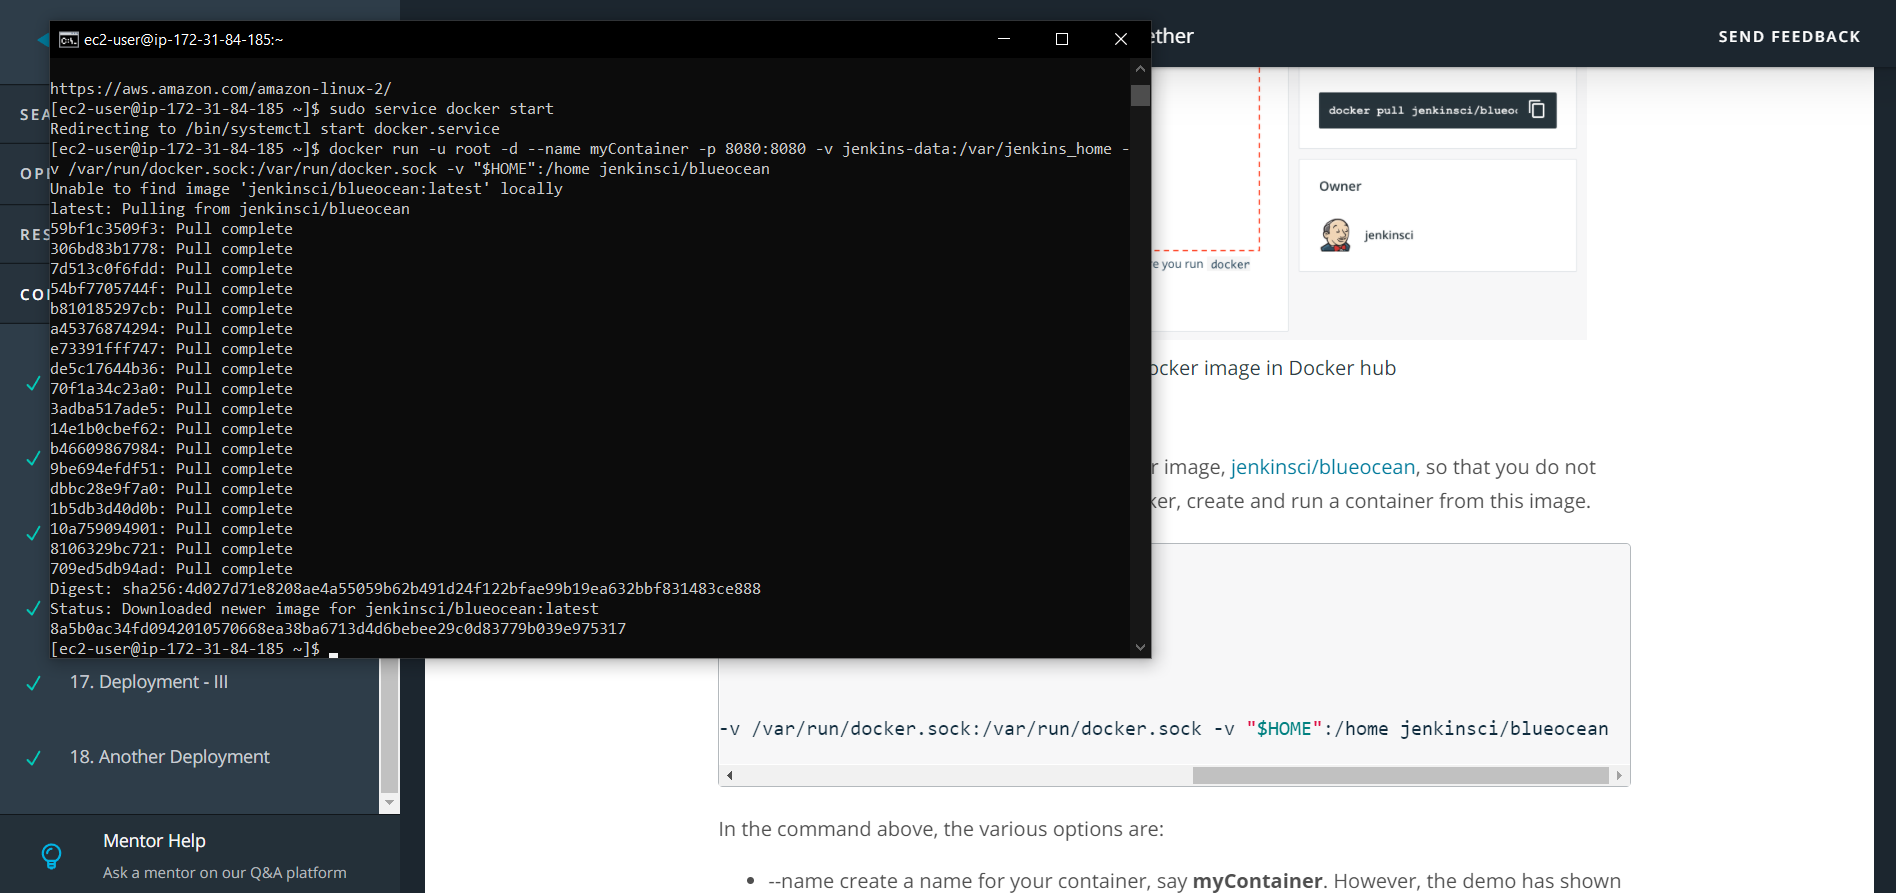 ec2-user@ip-172-31-84-185:~
https://aws.amazon.com/amazon-linux-2/
[ec2-user@ip-172-31-84-185 ~]$ sudo service docker start
Redirecting to /bin/systemctl start docker.service
[ec2-user@ip-172-31-84-185 ~]$ docker run -u root -d --name myContainer -p 8080:8080 -v jenkins-data:/var/jenkins_home -
v /var/run/docker.sock:/var/run/docker.sock -v "$HOME":/home jenkinsci/blueocean
Unable to find image 'jenkinsci/blueocean:latest' locally
latest: Pulling from jenkinsci/blueocean
59bf1c3509f3: Pull complete
306bd83b1778: Pull complete
7d513c0f6fdd: Pull complete
54bf7705744f: Pull complete
b810185297cb: Pull complete
a45376874294: Pull complete
e73391fff747: Pull complete
de5c17644b36: Pull complete
70f1a34c23a0: Pull complete
3adba517ade5: Pull complete
14e1b0cbef62: Pull complete
b46609867984: Pull complete
9be694efdf51: Pull complete
dbbc28e9f7a0: Pull complete
1b5db3d40d0b: Pull complete
10a759094901: Pull complete
8106329bc721: Pull complete
709ed5db94ad: Pull complete
Digest: sha256:4d027d71e8208ae4a55059b62b491d24f122bfae99b19ea632bbf831483ce888
Status: Downloaded newer image for jenkinsci/blueocean:latest
8a5b0ac34fd0942010570668ea38ba6713d4d6bebee29c0d83779b039e975317
[ec2-user@ip-172-31-84-185 ~]$
SEA
OPI
RES
CO
17. Deployment - III
18. Another Deployment
Mentor Help
Ask a mentor on our Q&A platform
ether
SEND FEEDBACK
docker pull jenkinsci/blueoc
Owner
jenkinsci
re you run docker
ocker image in Docker hub
r image, jenkinsci/blueocean, so that you do not
ker, create and run a container from this image.
-v /var/run/docker.sock:/var/run/docker.sock -v "$HOME":/home jenkinsci/blueocean
In the command above, the various options are:
• --name create a name for your container, say myContainer. However, the demo has shown